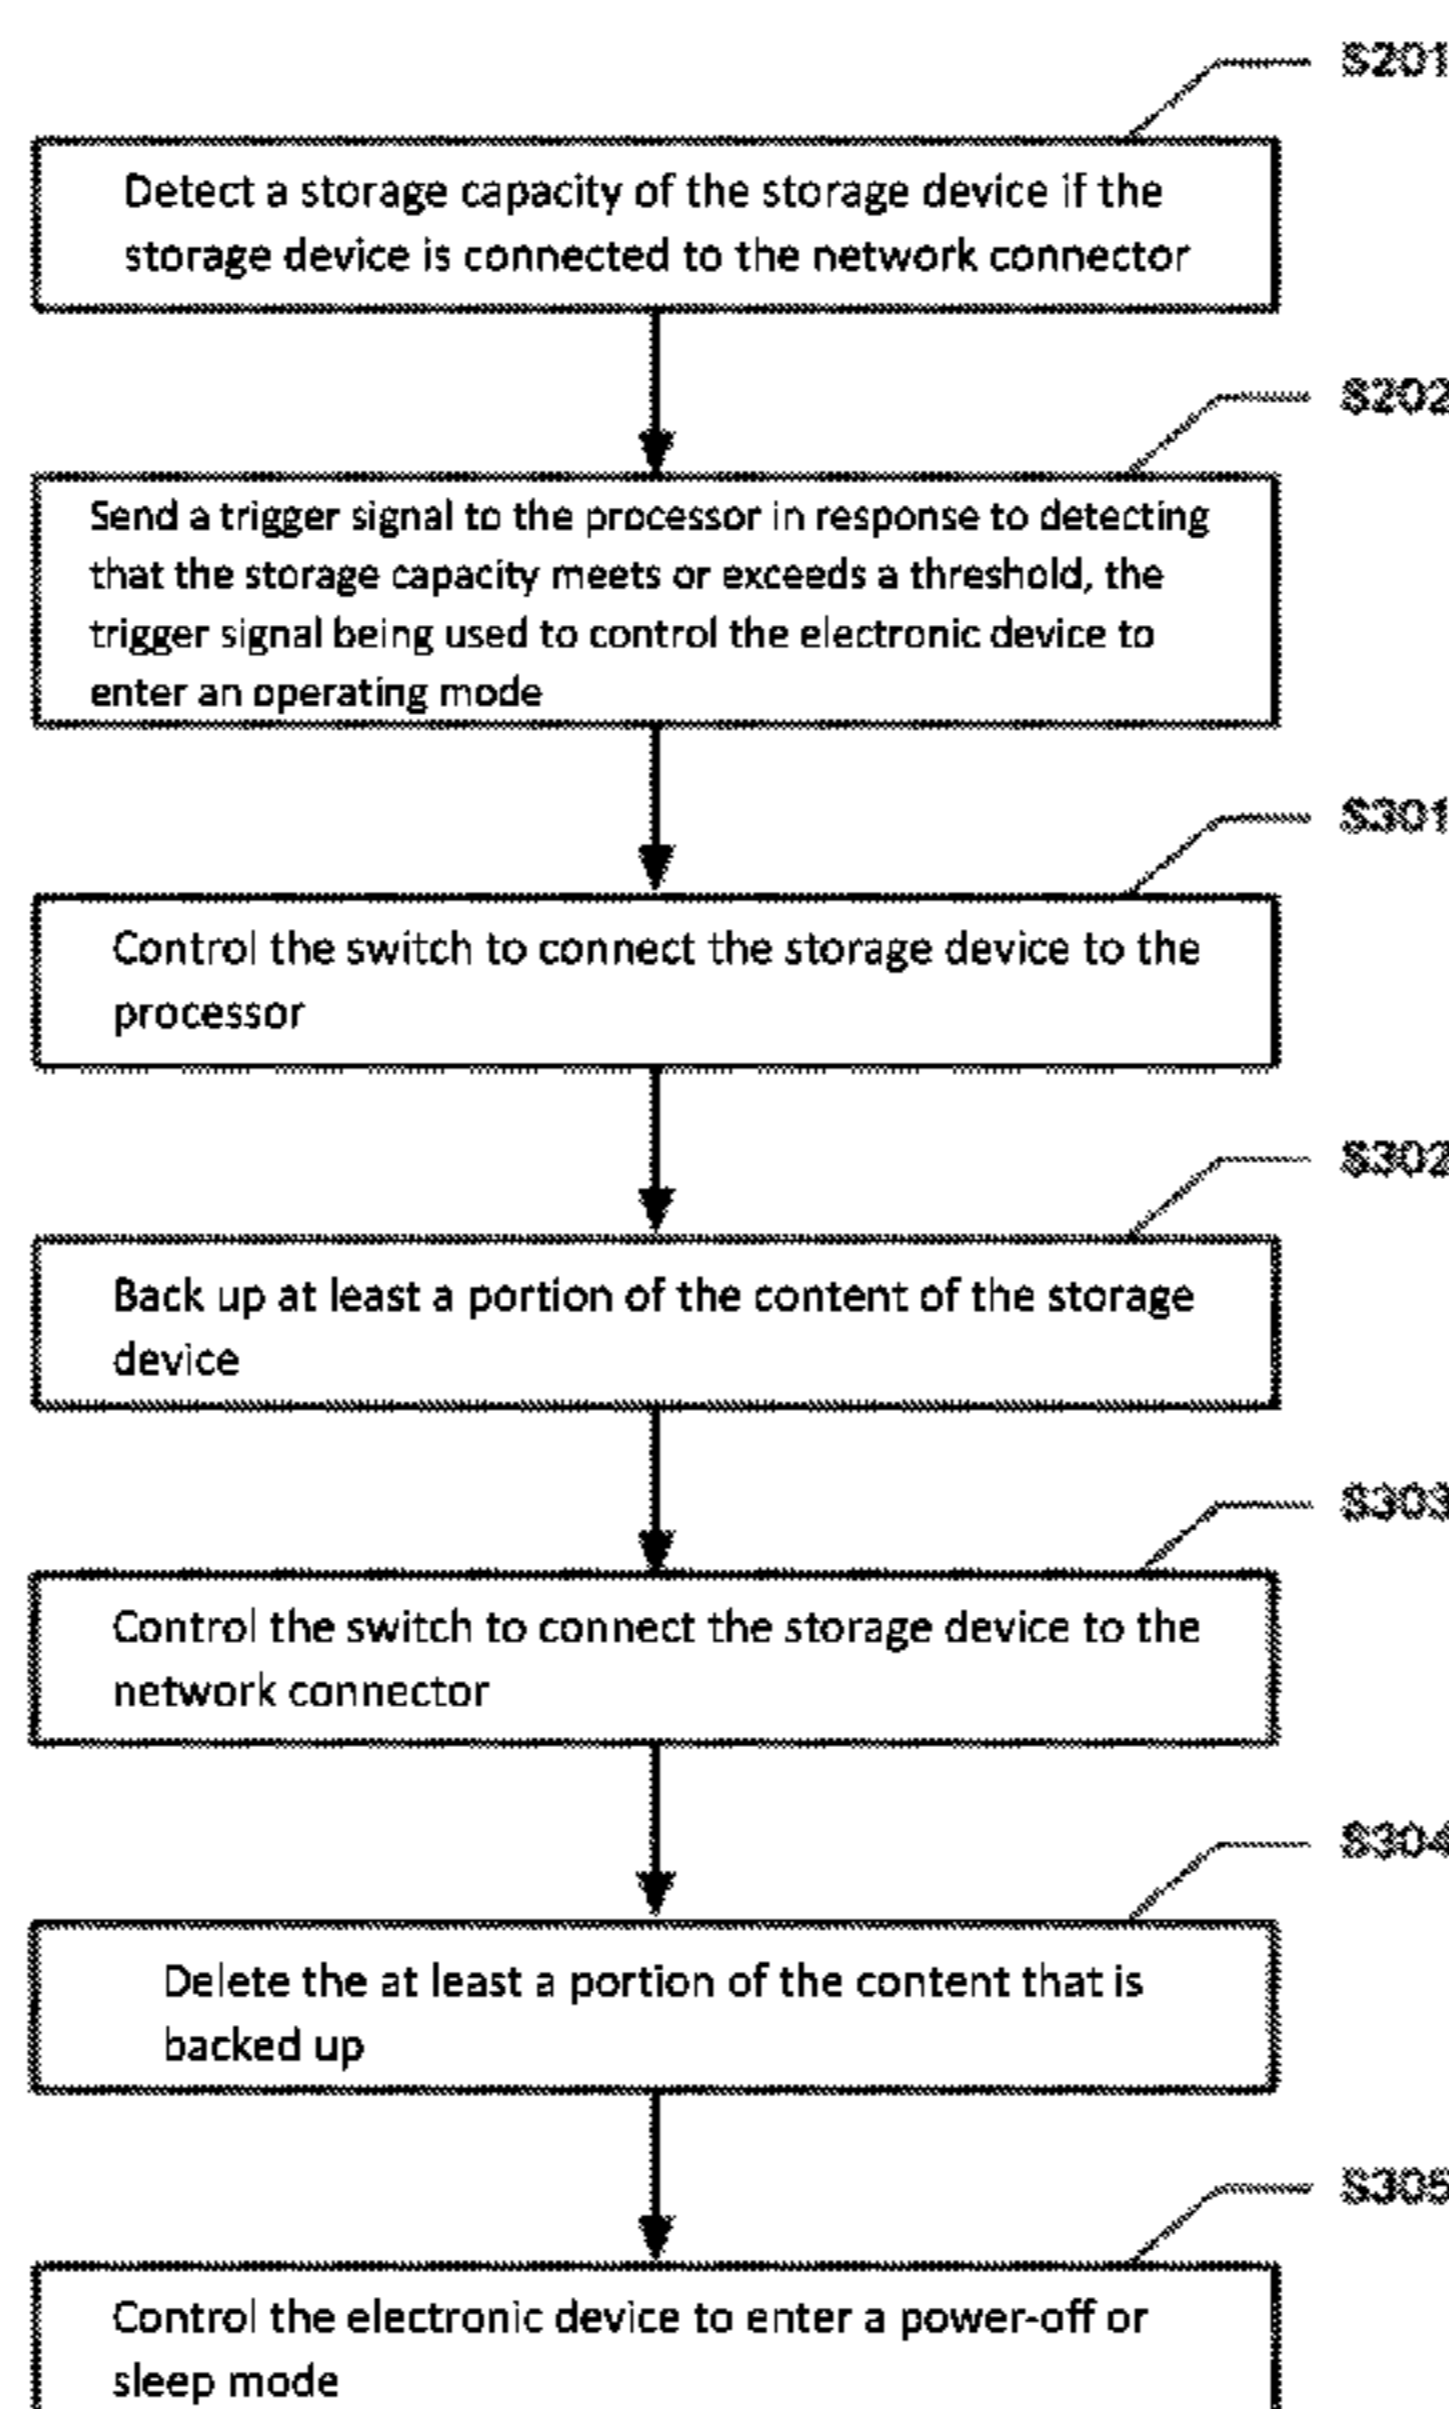 S201
Detect a storage capacity of the storage device if the
storage device is connected to the network connector
S202
Send a trigger signal to the processor in response to detecting
that the storage capacity meets or exceeds a threshold, the
trigger signal being used to control the electronic device to
enter an operating mode
S301
Control the switch to connect the storage device to the
processor
S302
Back up at least a portion of the content of the storage
device
S303
Control the switch to connect the storage device to the
network connector
S304
Delete the at least a portion of the content that is
backed up
S305
Control the electronic device to enter a power-off or
sleep mode